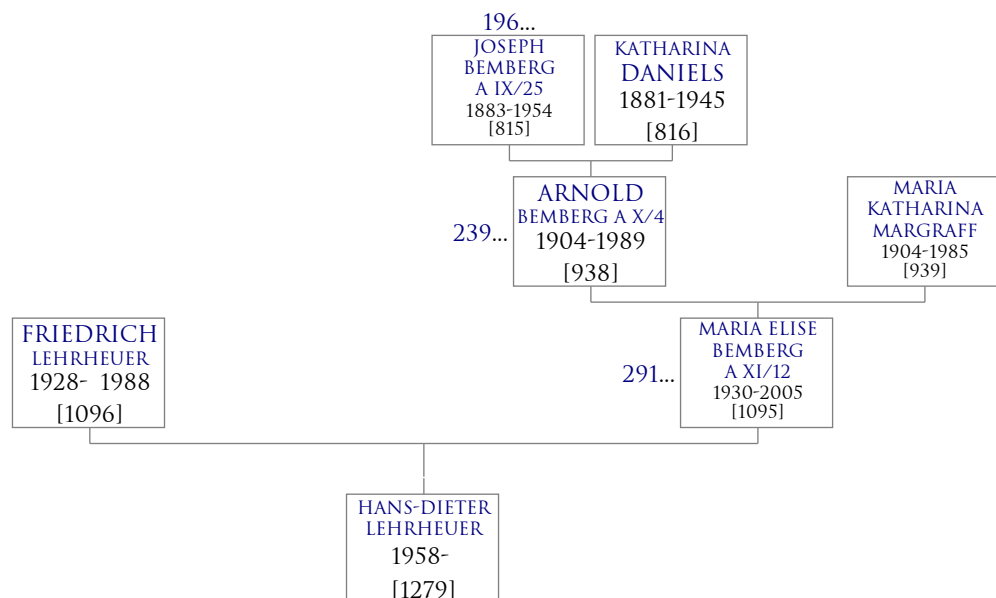 196...
JOSEPH
BEMBERG
A IX/25
1883-1954
[815]
KATHARINA
DANIELS
1881-1945
[816]
239...
ARNOLD
BEMBERG A X/4
1904-1989
[938]
MARIA
KATHARINA
MARGRAFF
1904-1985
[939]
FRIEDRICH
LEHRHEUER
1928- 1988
[1096]
291...
MARIA ELISE
BEMBERG
A XI/12
1930-2005
[1095]
HANS-DIETER
LEHRHEUER
1958-
[1279]